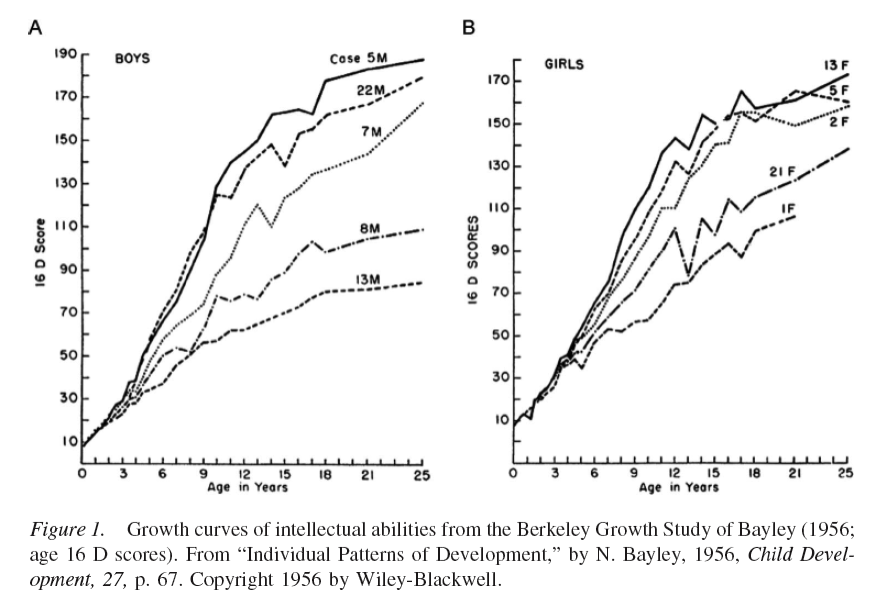 A
B
BOYS
Case 5M
22M
7M
8M
13M
190
170
150
130
110
90
70
50
30
10
16 D Score
0 3 6 9 12 15 18 21 25
Age in Years
GIRLS
13 F
5 F
2 F
21 F
1F
170
150
130
110
90
70
50
30
10
16 D SCORES
0 3 6 9 12 15 18 21 25
Age in Years
Figure 1. Growth curves of intellectual abilities from the Berkeley Growth Study of Bayley (1956;
age 16 D scores). From “Individual Patterns of Development,” by N. Bayley, 1956, Child Devel-
opment, 27, p. 67. Copyright 1956 by Wiley-Blackwell.